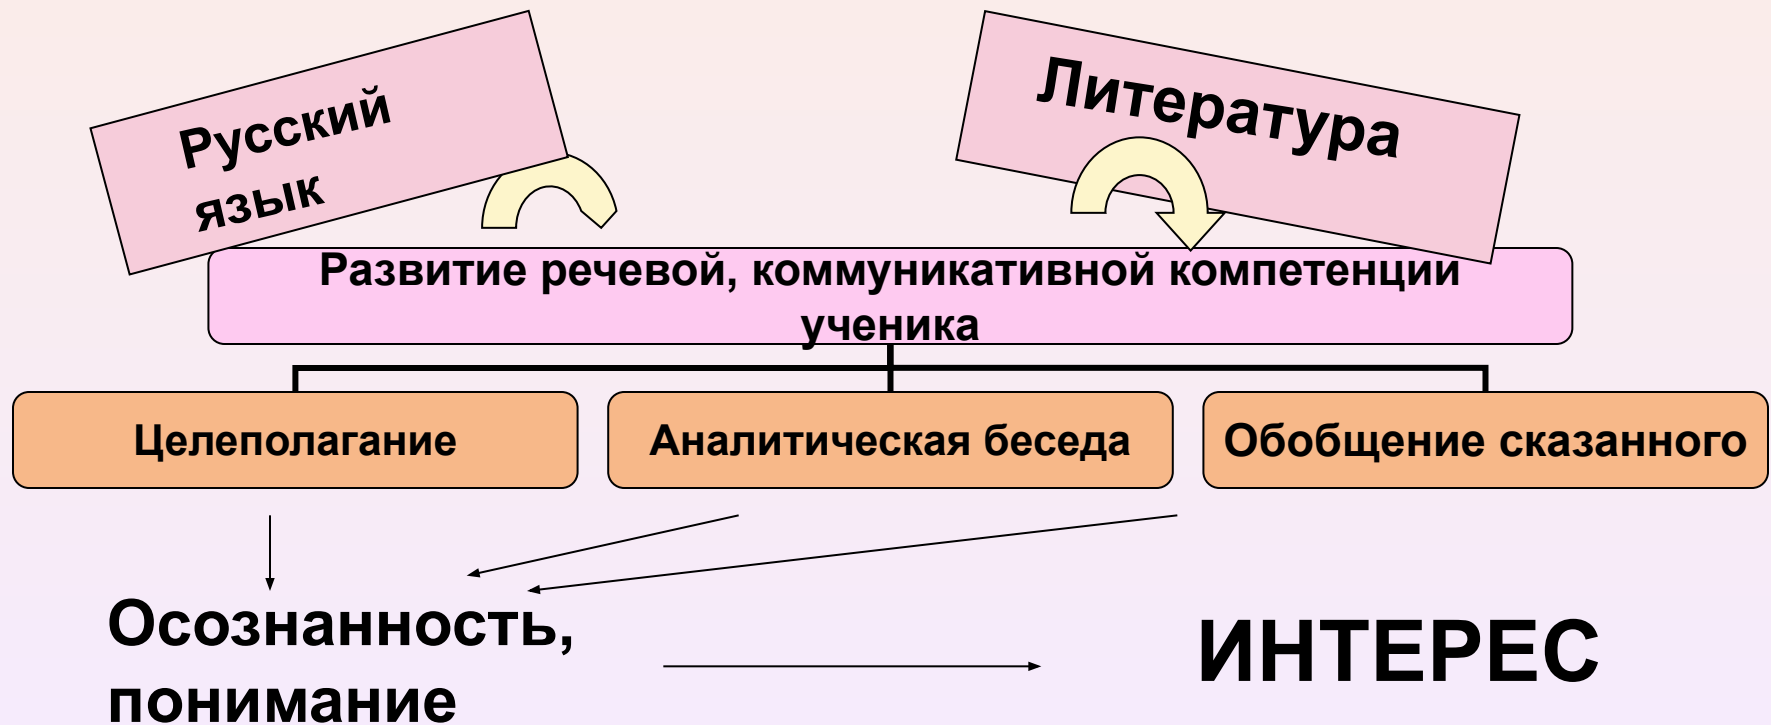 Русский
язык
Литература
Развитие речевой, коммуникативной компетенции
ученика
Целеполагание
Аналитическая беседа
Обобщение сказанного
Осознанность,
понимание
ИНТЕРЕС